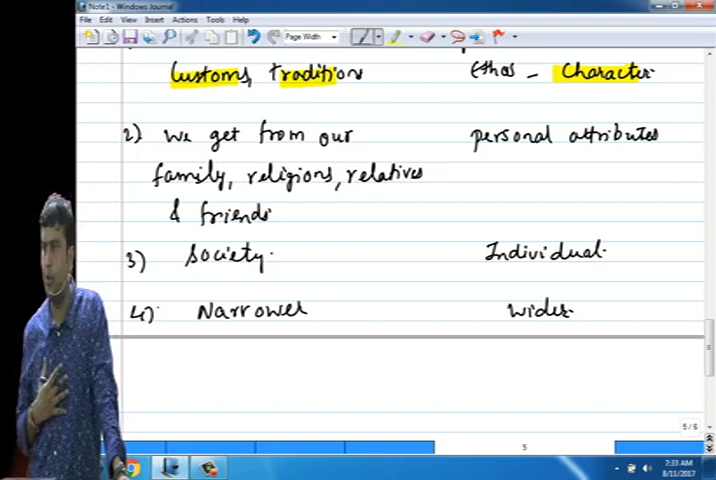 Note1 - Windows Journal
File Edit View Insert Actions Tools Help
Page Width
Customs, traditions Ethos - Character
2) We get from our personal attributes
family, religions, relatives
& friends
3) Society. Individual.
4) Narrower wider
5/6
5
7:33 AM
8/11/2017